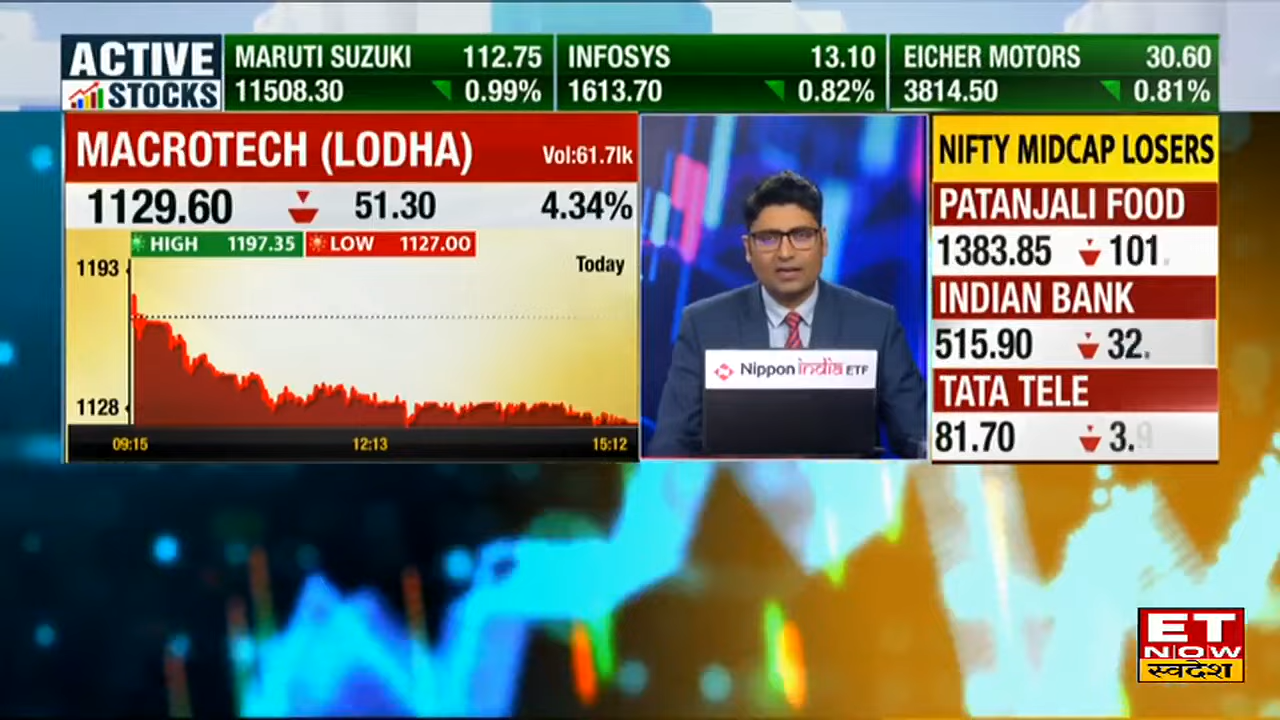 ACTIVE STOCKS
MARUTI SUZUKI 112.75
11508.30 0.99%
INFOSYS 13.10
1613.70 0.82%
EICHER MOTORS 30.60
3814.50 0.81%
MACROTECH (LODHA) Vol:61.7lk
1129.60 51.30 4.34%
HIGH 1197.35 LOW 1127.00
Today
1193
1128
09:15 12:13 15:12
Nippon india ETF
NIFTY MIDCAP LOSERS
PATANJALI FOOD
1383.85 101.
INDIAN BANK
515.90 32.
TATA TELE
81.70 3.9
ET
NOW
स्वदेश